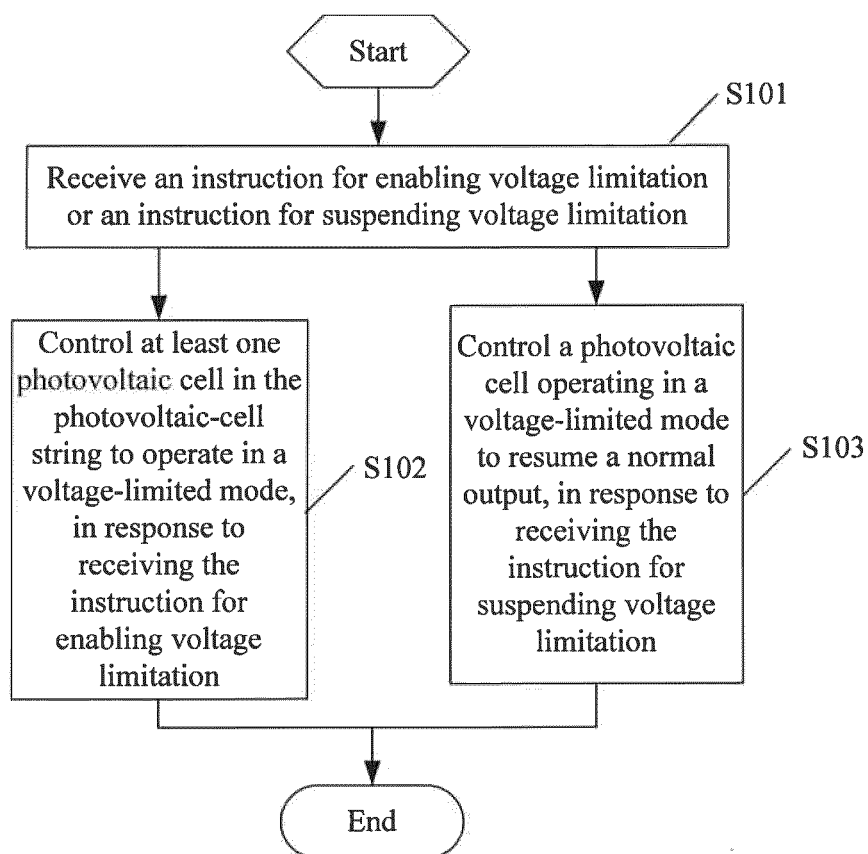 Start
S101
Receive an instruction for enabling voltage limitation
or an instruction for suspending voltage limitation
Control at least one
photovoltaic cell in the
photovoltaic-cell
string to operate in a
voltage-limited mode,
in response to
receiving the
instruction for
enabling voltage
limitation
S102
Control a photovoltaic
cell operating in a
voltage-limited mode
to resume a normal
output, in response to
receiving the
instruction for
suspending voltage
limitation
S103
End